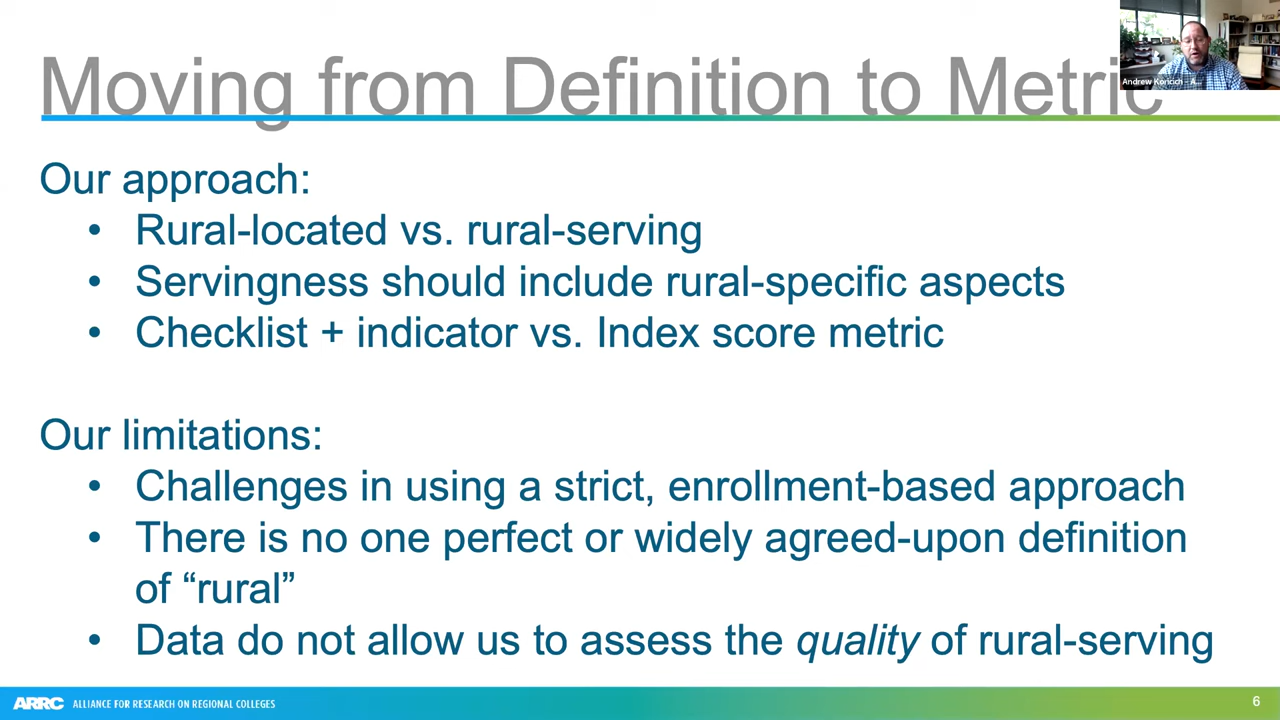 Moving from Definition to Metric
Andrew Koricich - A...
Our approach:
• Rural-located vs. rural-serving
• Servingness should include rural-specific aspects
• Checklist + indicator vs. Index score metric
Our limitations:
• Challenges in using a strict, enrollment-based approach
• There is no one perfect or widely agreed-upon definition
of “rural”
• Data do not allow us to assess the quality of rural-serving
ARRC ALLIANCE FOR RESEARCH ON REGIONAL COLLEGES
6